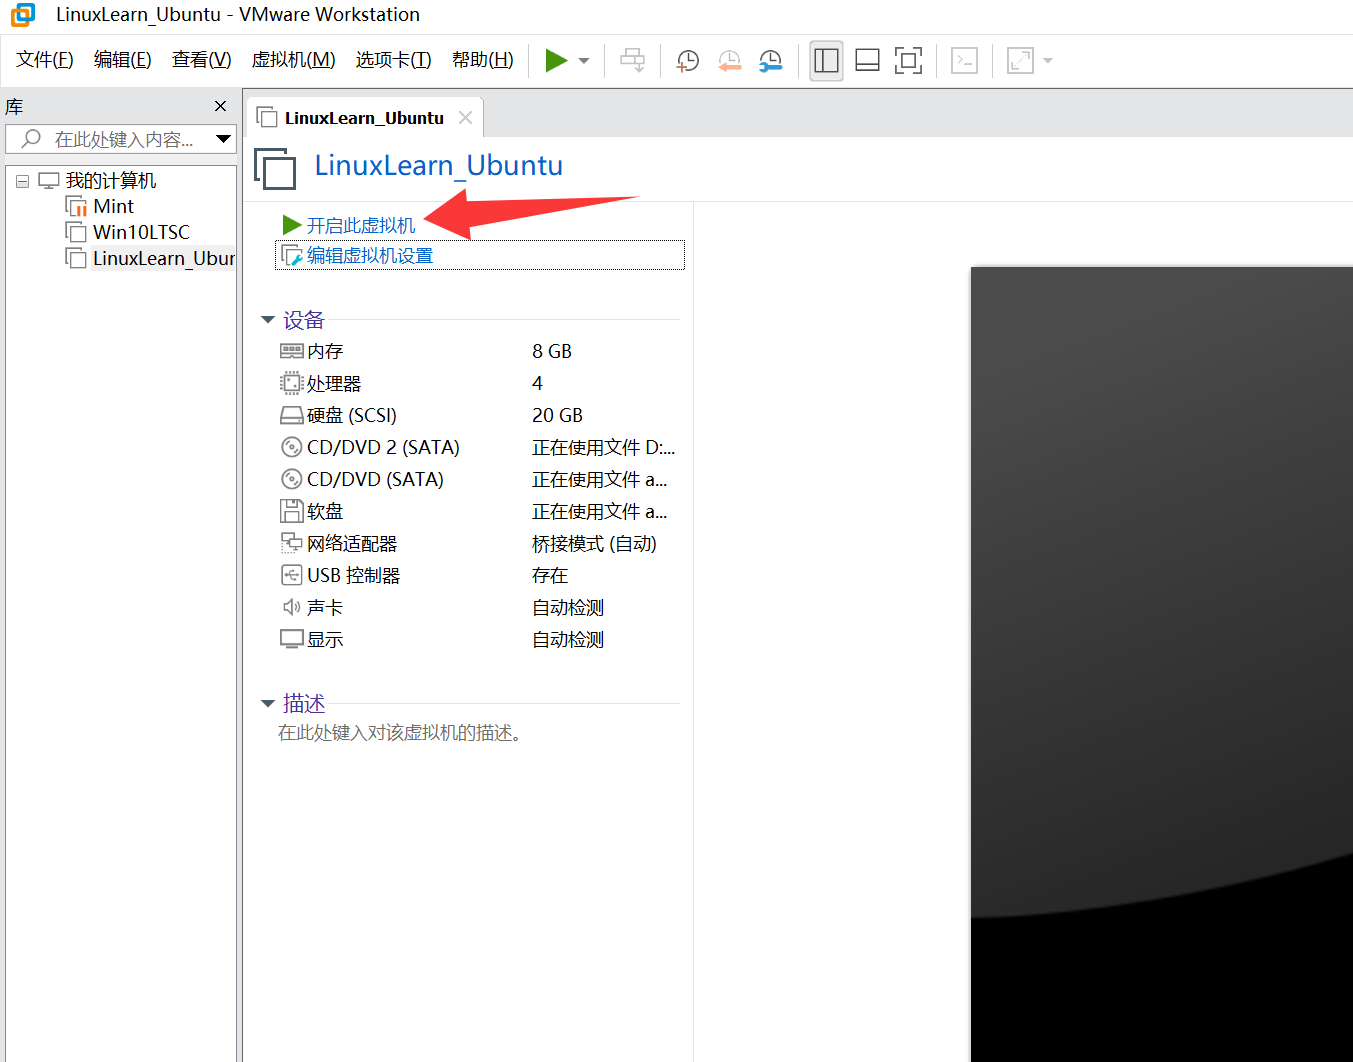 LinuxLearn_Ubuntu - VMware Workstation
文件(F) 编辑(E) 查看(V) 虚拟机(M) 选项卡(T) 帮助(H)
库
在此处键入内容...
我的计算机
Mint
Win10LTSC
LinuxLearn_Ubur
LinuxLearn_Ubuntu
LinuxLearn_Ubuntu
开启此虚拟机
编辑虚拟机设置
设备
内存 8 GB
处理器 4
硬盘 (SCSI) 20 GB
CD/DVD 2 (SATA) 正在使用文件 D:...
CD/DVD (SATA) 正在使用文件 a...
软盘 正在使用文件 a...
网络适配器 桥接模式 (自动)
USB 控制器 存在
声卡 自动检测
显示 自动检测
描述
在此处键入对该虚拟机的描述。